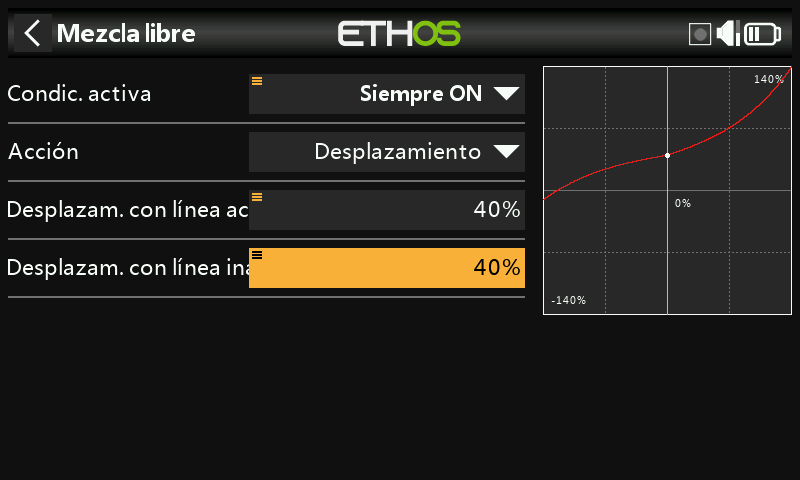 Mezcla libre
ETHOS
Condic. activa
Siempre ON
Acción
Desplazamiento
Desplazam. con línea ac
40%
Desplazam. con línea ina
40%
140%
0%
-140%